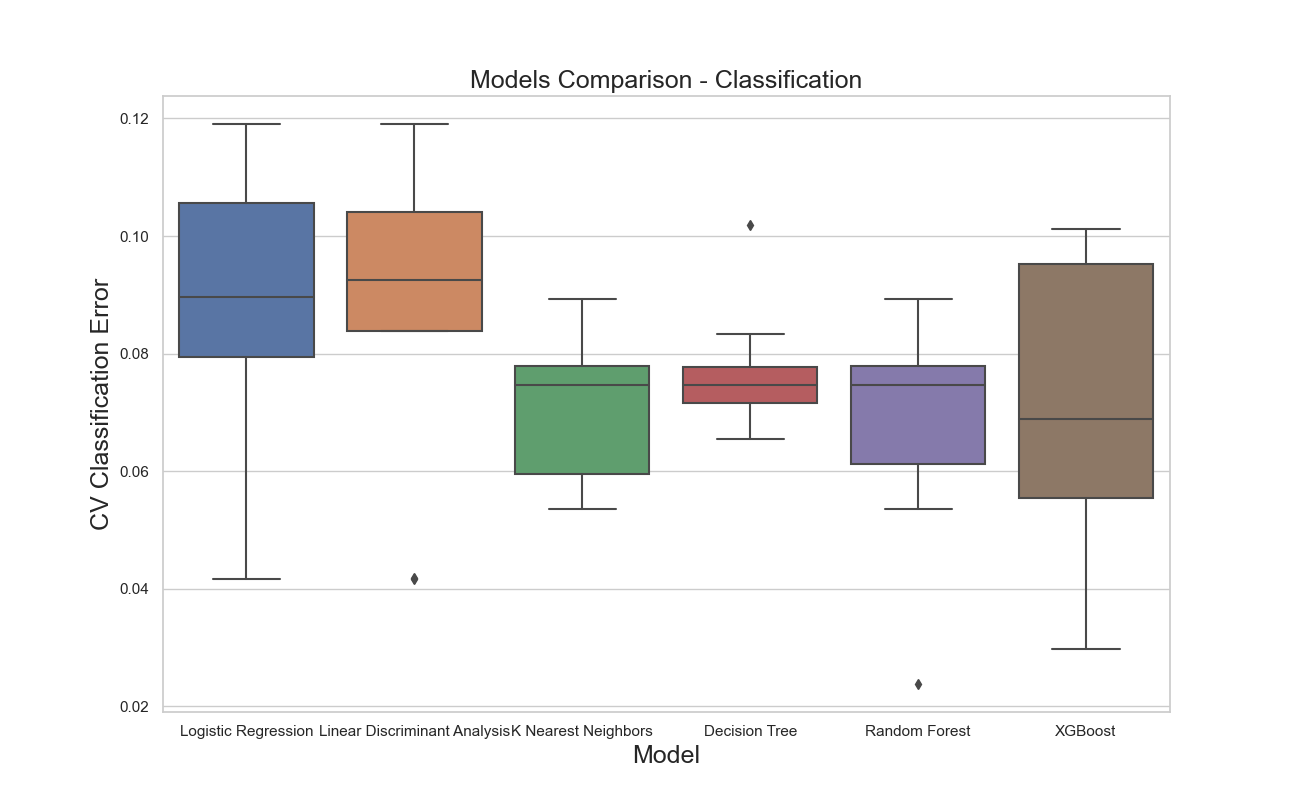 Models Comparison - Classification
0.12
0.10
0.08
0.06
0.04
0.02
CV Classification Error
Logistic Regression Linear Discriminant Analysis K Nearest Neighbors Decision Tree Random Forest XGBoost
Model